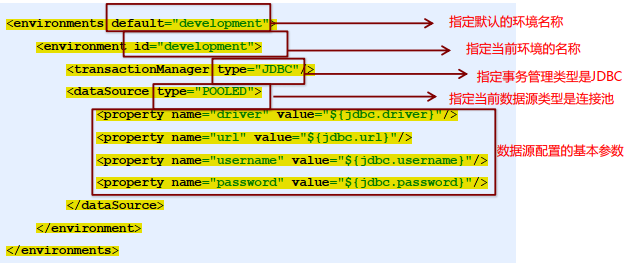 <environments default="development">
指定默认的环境名称
<environment id="development">
指定当前环境的名称
<transactionManager type="JDBC"/>
指定事务管理类型是JDBC
<dataSource type="POOLED">
指定当前数据源类型是连接池
<property name="driver" value="${jdbc.driver}"/>
<property name="url" value="${jdbc.url}"/>
<property name="username" value="${jdbc.username}"/>
<property name="password" value="${jdbc.password}"/>
数据源配置的基本参数
</dataSource>
</environment>
</environments>